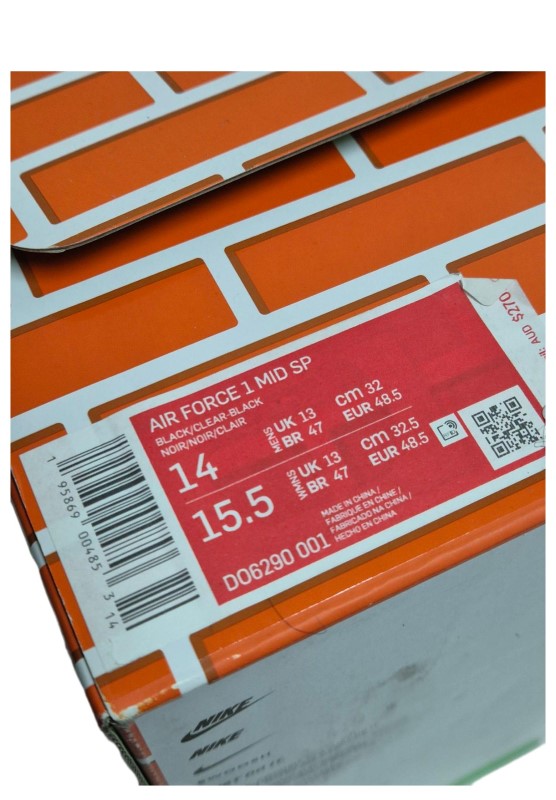 AUD $270
AIR FORCE 1 MID SP
BLACK/CLEAR-BLACK
NOIR/NOIR/CLAIR
14 MENS UK 13 cm 32
BR 47 EUR 48.5
15.5 WMNS UK 13 cm 32.5
BR 47 EUR 48.5
MADE IN CHINA /
FABRIQUE EN CHINE /
FABRICADO NA CHINA /
HECHO EN CHINA
DO6290 001
1 95869 00485 3 14
NIKE
NIKE